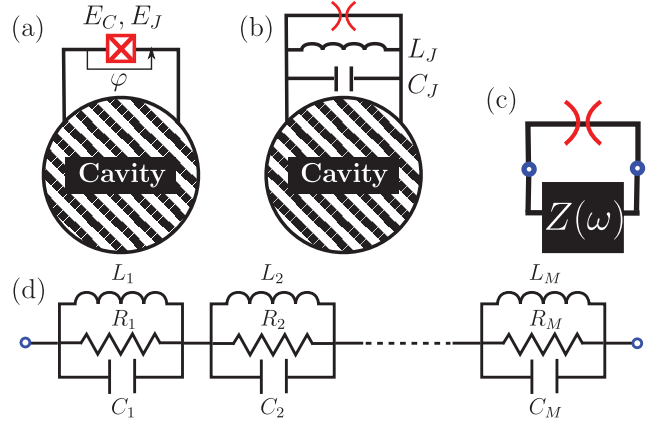 (a)
E_C, E_J
φ
Cavity
(b)
L_J
C_J
Cavity
(c)
Z(ω)
(d)
L_1
R_1
C_1
L_2
R_2
C_2
L_M
R_M
C_M